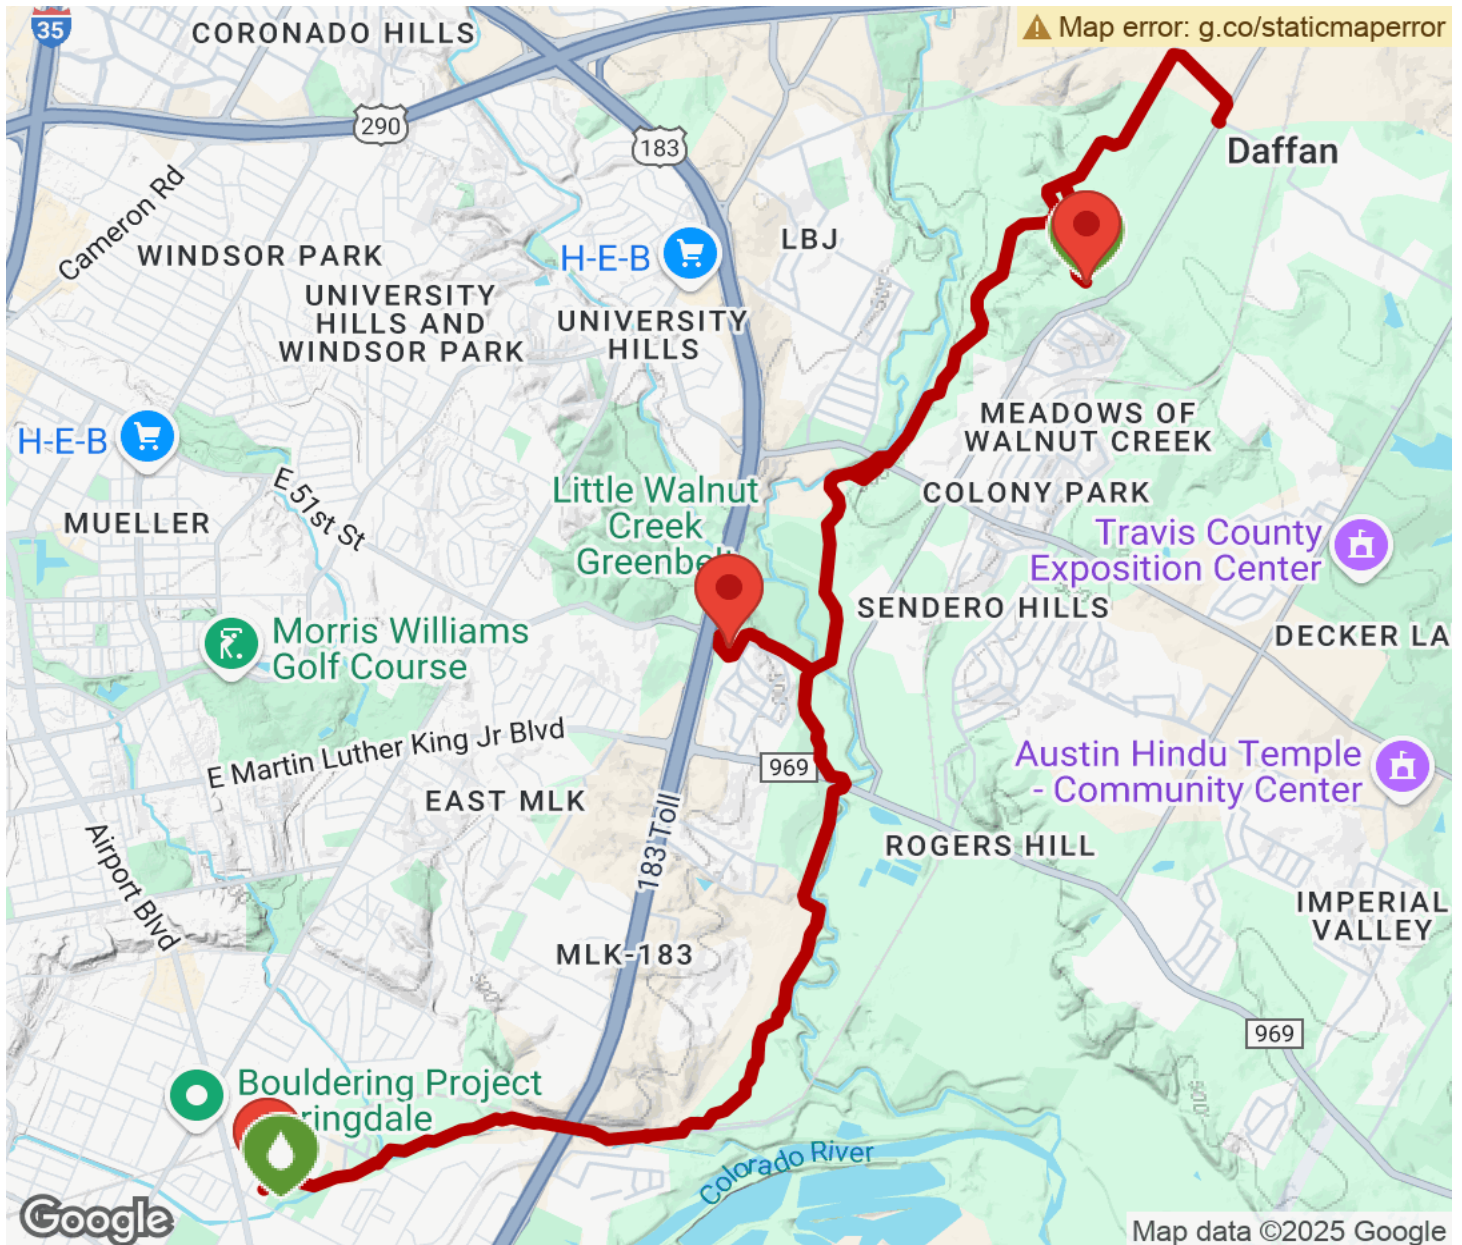 35
CORONADO HILLS
Map error: g.co/staticmaperror
290
183
Daffan
Cameron Rd
WINDSOR PARK
H-E-B
LBJ
UNIVERSITY
HILLS AND
WINDSOR PARK
UNIVERSITY
HILLS
MEADOWS OF
WALNUT CREEK
H-E-B
E 51st St
Little Walnut
Creek
Greenbelt
COLONY PARK
MUELLER
Travis County
Exposition Center
SENDERO HILLS
Morris Williams
Golf Course
DECKER LA
E Martin Luther King Jr Blvd
969
Austin Hindu Temple
- Community Center
EAST MLK
183 Toll
Airport Blvd
ROGERS HILL
IMPERIAL
VALLEY
MLK-183
969
Bouldering Project
ringdale
Colorado River
Google
Map data ©2025 Google